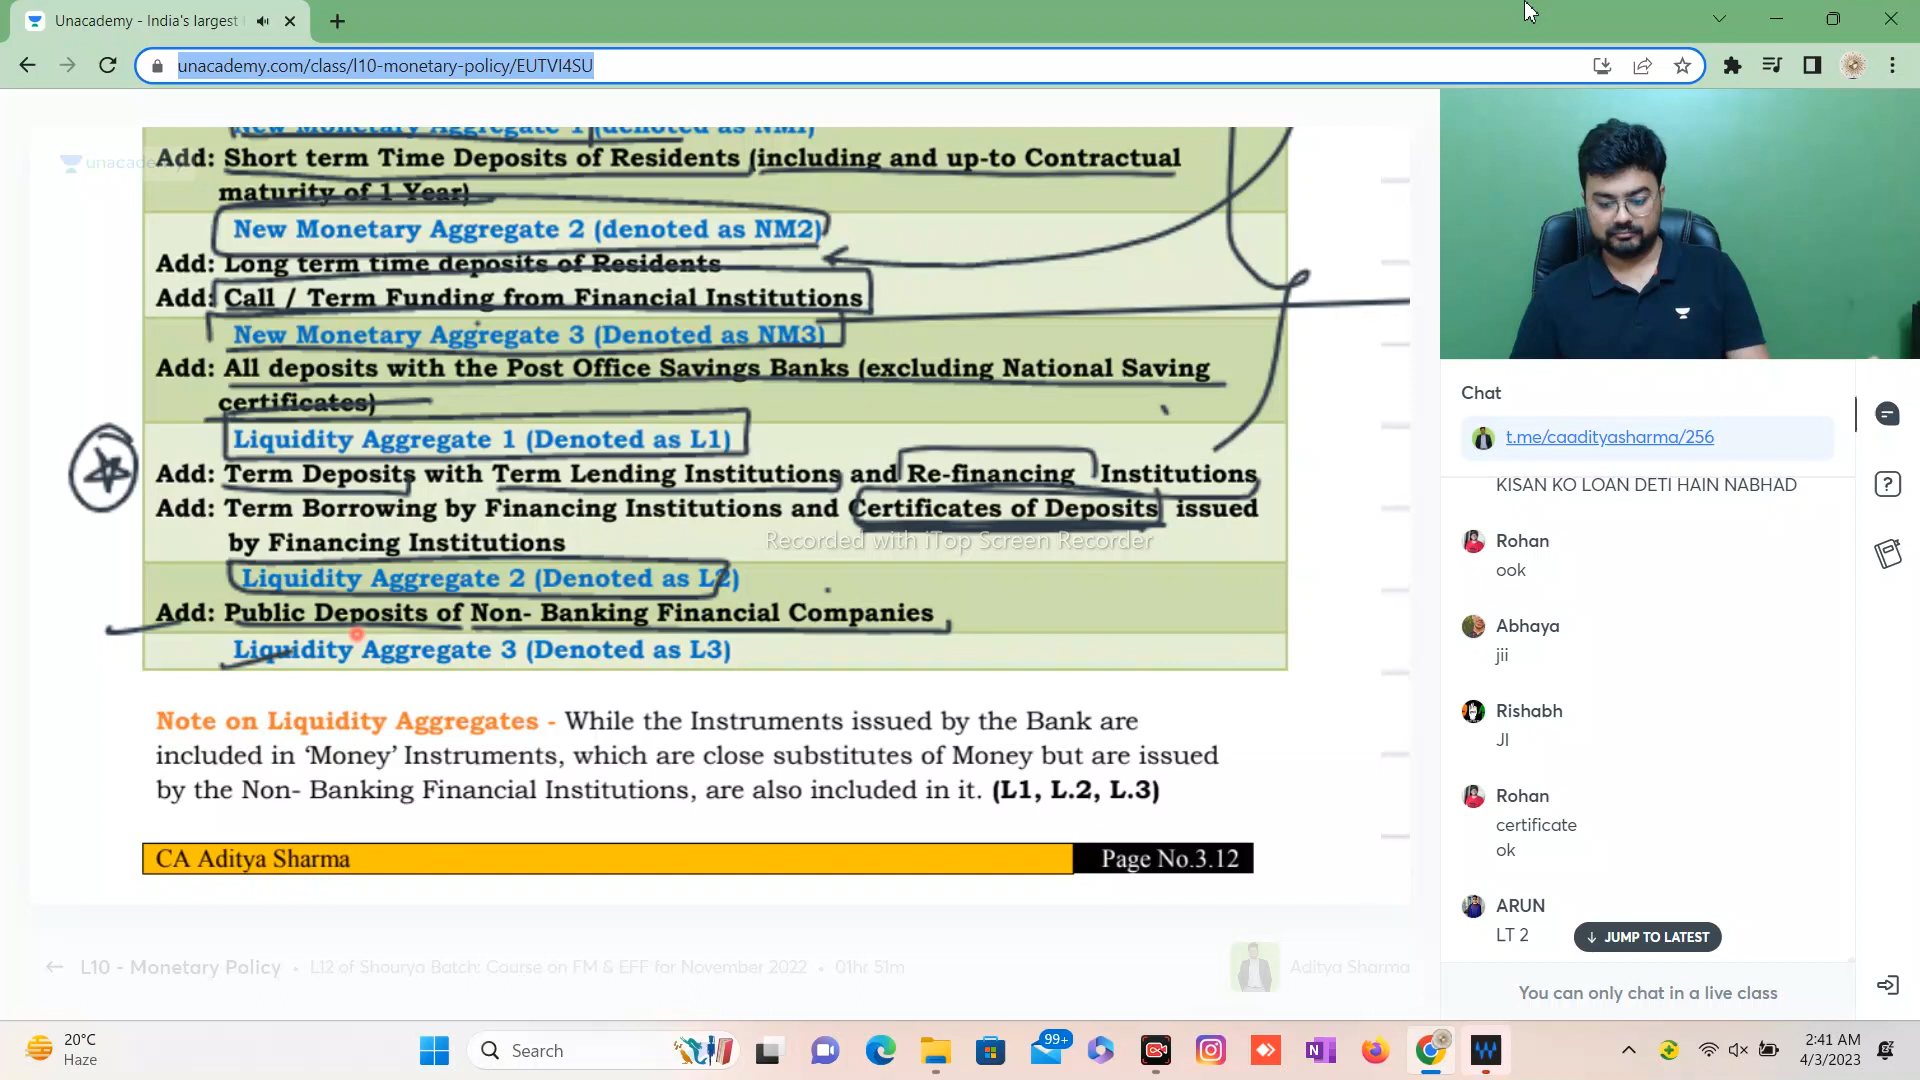 Unacademy - India's largest
unacademy.com/class/l10-monetary-policy/EUTVI4SU
unacademy
New Monetary Aggregate 1 (denoted as NM1)
Add: Short term Time Deposits of Residents (including and up-to Contractual
maturity of 1 Year)
New Monetary Aggregate 2 (denoted as NM2)
Add: Long term time deposits of Residents
Add: Call / Term Funding from Financial Institutions
New Monetary Aggregate 3 (Denoted as NM3)
Add: All deposits with the Post Office Savings Banks (excluding National Saving
certificates)
Liquidity Aggregate 1 (Denoted as L1)
Add: Term Deposits with Term Lending Institutions and Re-financing Institutions
Add: Term Borrowing by Financing Institutions and Certificates of Deposits issued
by Financing Institutions
Recorded with iTop Screen Recorder
Liquidity Aggregate 2 (Denoted as L2)
Add: Public Deposits of Non- Banking Financial Companies
Liquidity Aggregate 3 (Denoted as L3)
Note on Liquidity Aggregates - While the Instruments issued by the Bank are
included in ‘Money’ Instruments, which are close substitutes of Money but are issued
by the Non- Banking Financial Institutions, are also included in it. (L1, L.2, L.3)
CA Aditya Sharma
Page No.3.12
L10 - Monetary Policy • L12 of Shourya Batch: Course on FM & EFF for November 2022 • 01hr 51m
Aditya Sharma
Chat
t.me/caadityasharma/256
KISAN KO LOAN DETI HAIN NABHAD
Rohan
ook
Abhaya
jii
Rishabh
JI
Rohan
certificate
ok
ARUN
LT 2
JUMP TO LATEST
You can only chat in a live class
20°C
Haze
Search
99+
2:41 AM
4/3/2023